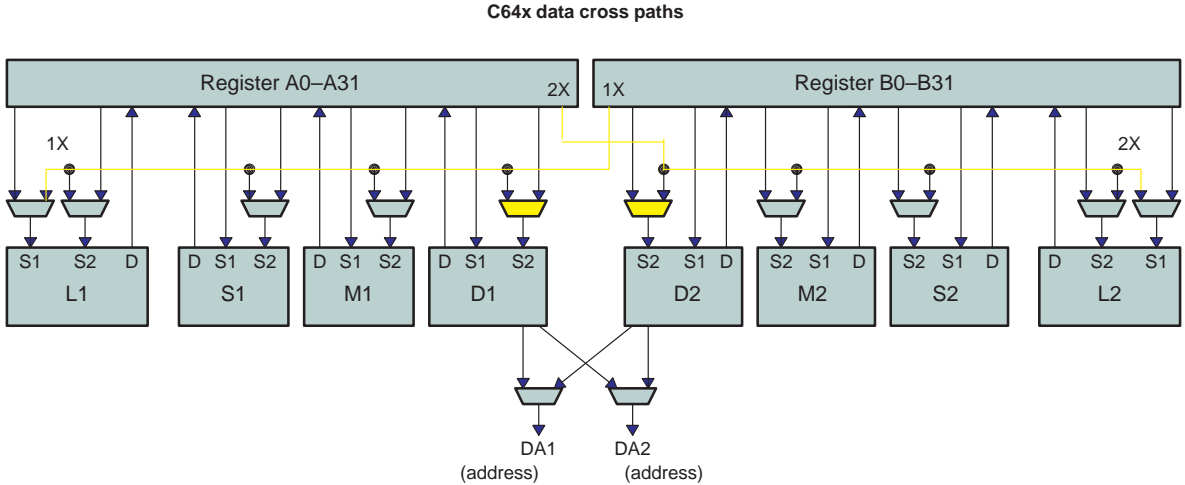 C64x data cross paths
Register A0–A31 2X 1X Register B0–B31
1X 2X
S1 S2 D D S1 S2 D S1 S2 D S1 S2 S2 S1 D S2 S1 D S2 S1 D D S2 S1
L1 S1 M1 D1 D2 M2 S2 L2
DA1 DA2
(address) (address)